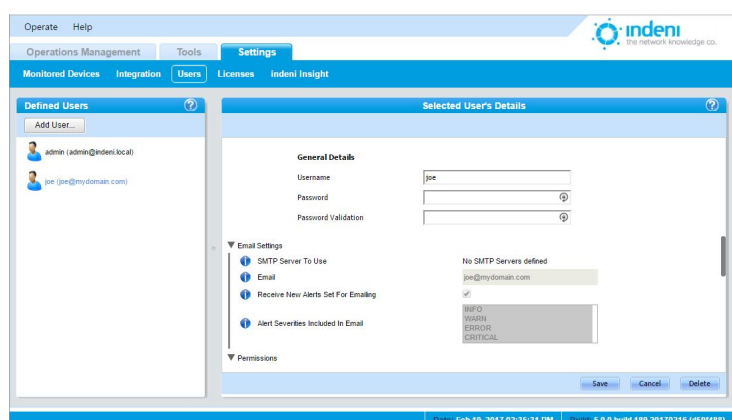 Operate Help
indeni
the network knowledge co.
Operations Management Tools Settings
Monitored Devices Integration Users Licenses indeni Insight
Defined Users ?
Selected User's Details ?
Add User...
admin (admin@indeni.local)
joe (joe@mydomain.com)
General Details
Username joe
Password
Password Validation
Email Settings
SMTP Server To Use No SMTP Servers defined
Email joe@mydomain.com
Receive New Alerts Set For Emailing
Alert Severities Included In Email
INFO
WARN
ERROR
CRITICAL
Permissions
Save Cancel Delete